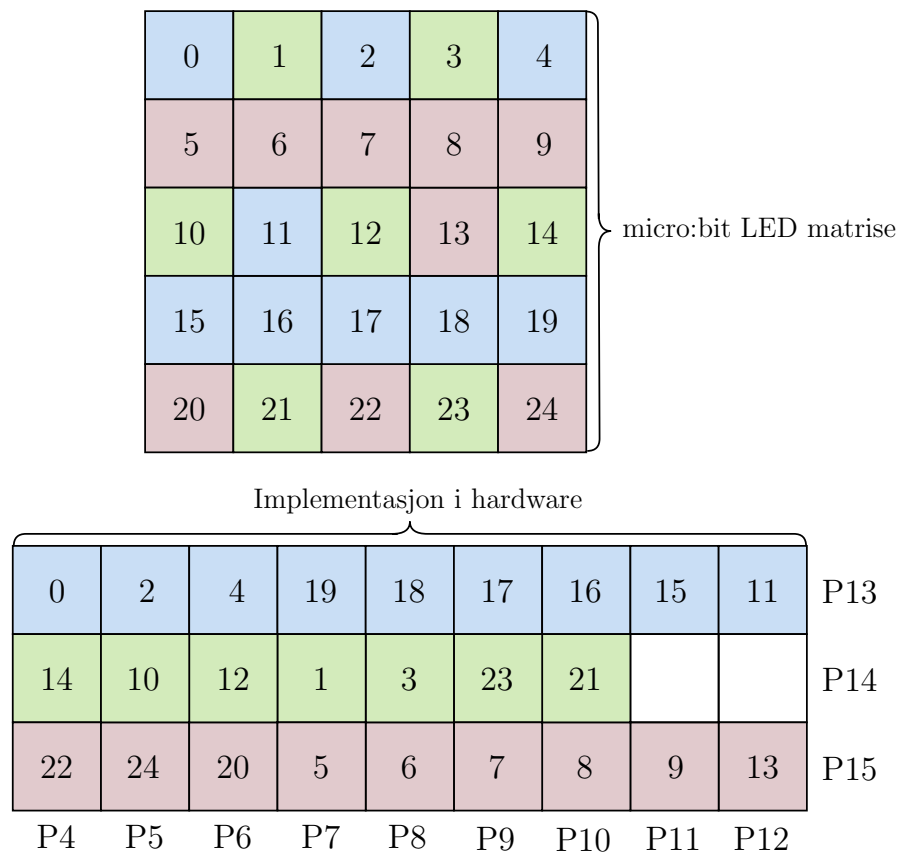 0 1 2 3 4
5 6 7 8 9
10 11 12 13 14
micro:bit LED matrise
15 16 17 18 19
20 21 22 23 24
Implementasjon i hardware
0 2 4 19 18 17 16 15 11 P13
14 10 12 1 3 23 21 P14
22 24 20 5 6 7 8 9 13 P15
P4 P5 P6 P7 P8 P9 P10 P11 P12